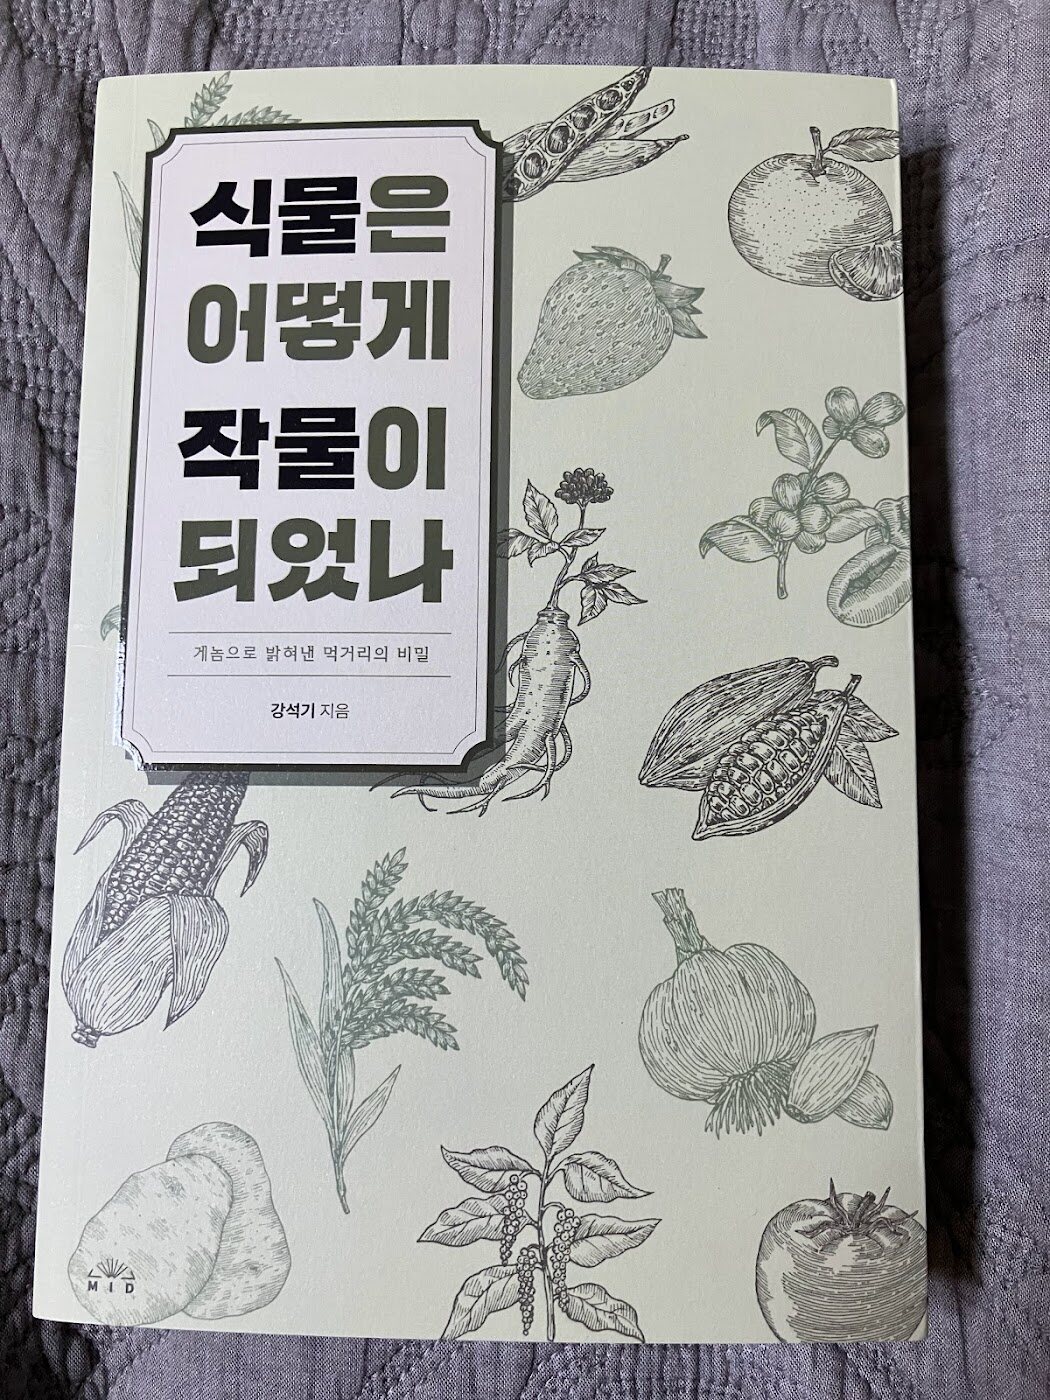 식물은
어떻게
작물이
되었나
게놈으로 밝혀낸 먹거리의 비밀
강석기 지음
MID